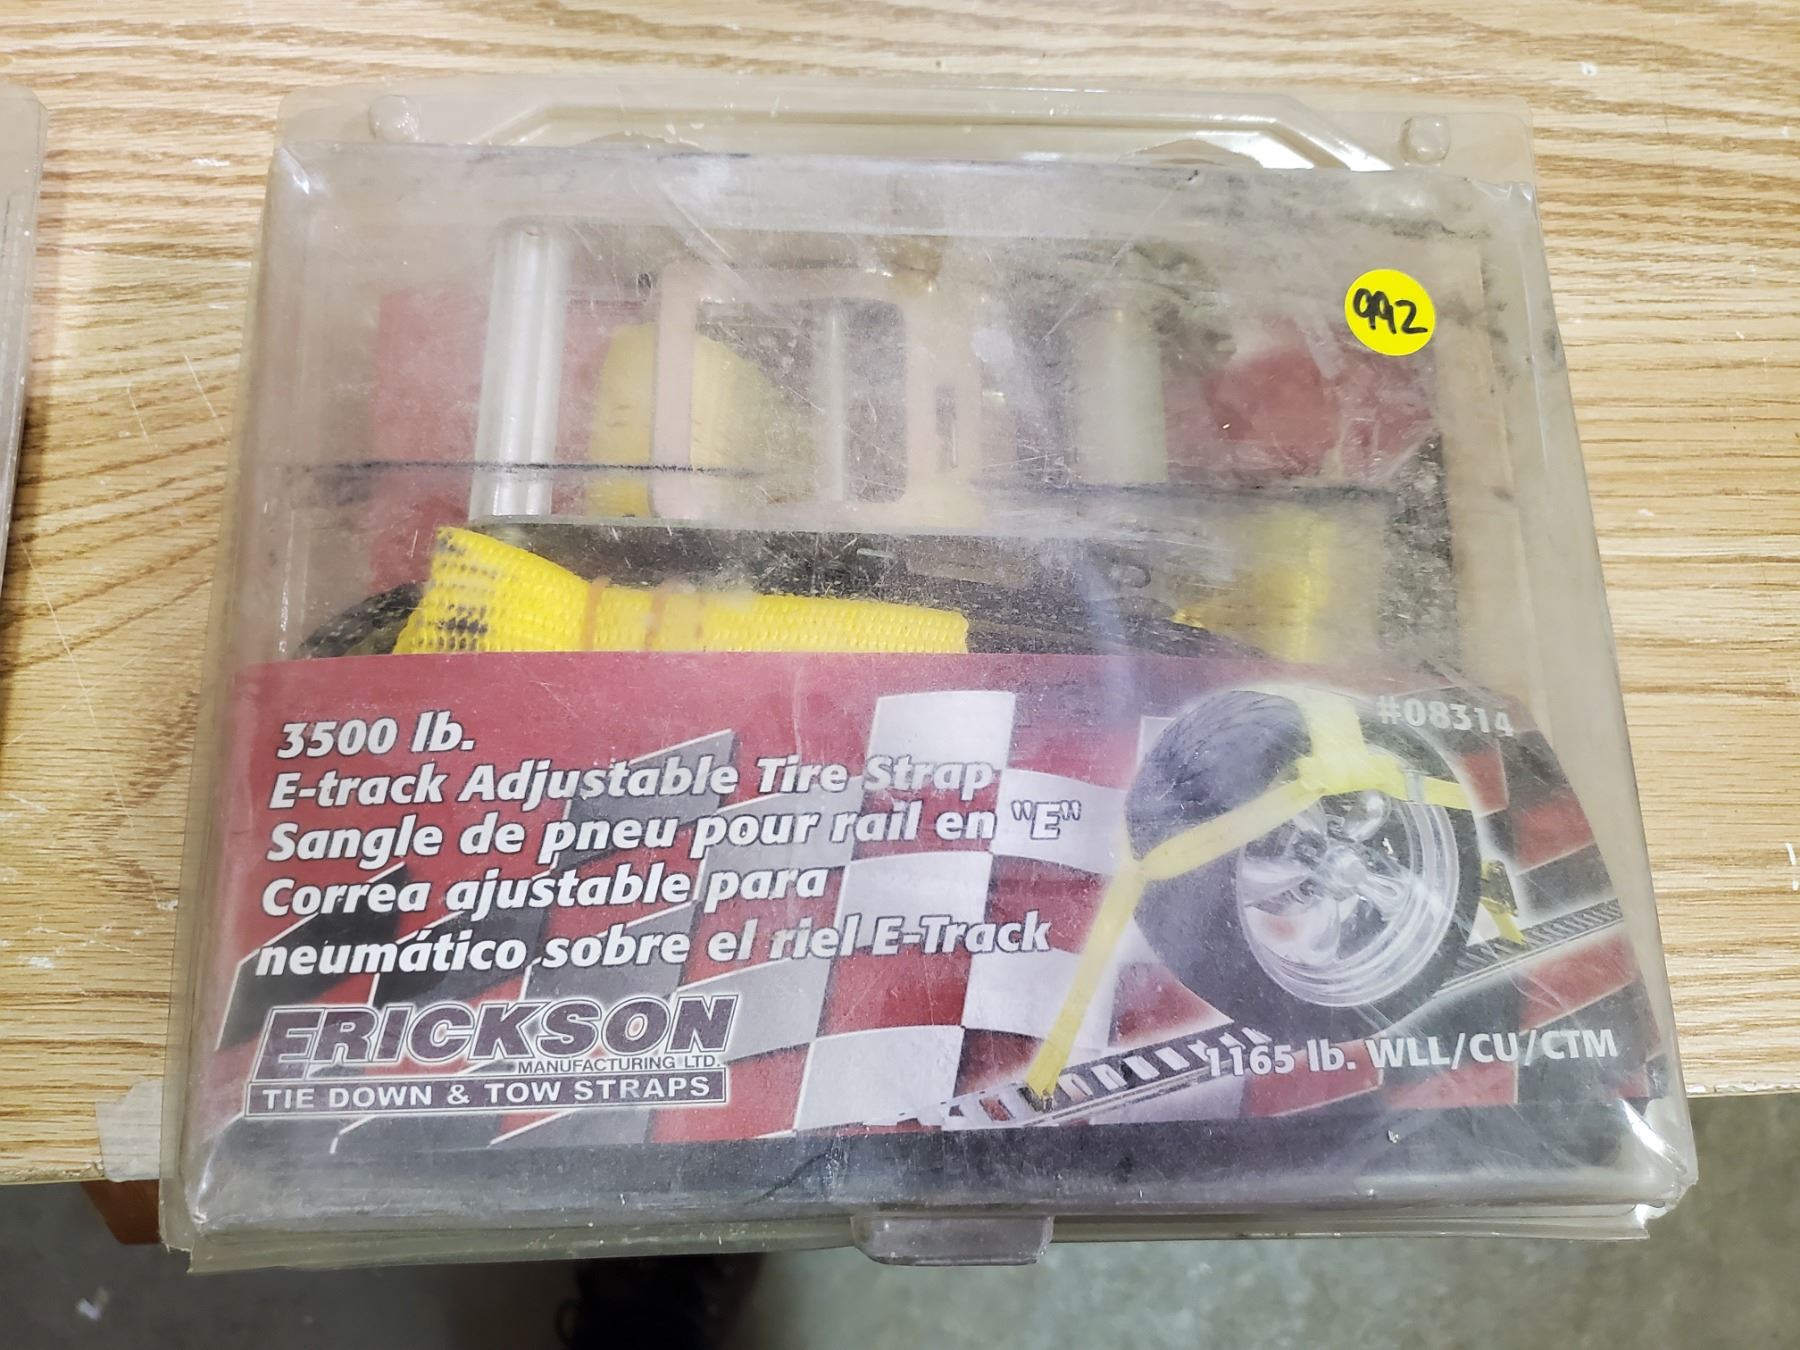 992
#08314
3500 lb.
E-track Adjustable Tire Strap
Sangle de pneu pour rail en "E"
Correa ajustable para
neumático sobre el riel E-Track
ERICKSON
MANUFACTURING LTD.
TIE DOWN & TOW STRAPS
1165 lb. WLL/CU/CTM